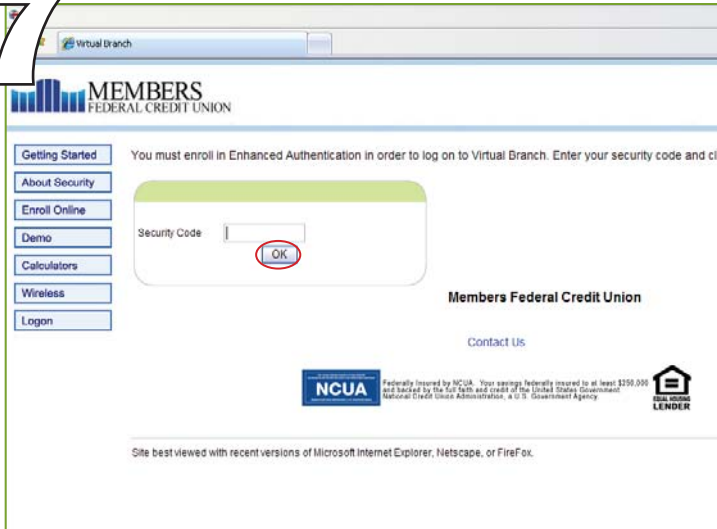 7
Virtual Branch
MEMBERS
FEDERAL CREDIT UNION
Getting Started
About Security
Enroll Online
Demo
Calculators
Wireless
Logon
You must enroll in Enhanced Authentication in order to log on to Virtual Branch. Enter your security code and cl
Security Code
OK
Members Federal Credit Union
Contact Us
NCUA
Federally Insured by NCUA. Your savings federally insured to at least $250,000
and backed by the full faith and credit of the United States Government
National Credit Union Administration, a U.S. Government Agency.
EQUAL HOUSING
LENDER
Site best viewed with recent versions of Microsoft Internet Explorer, Netscape, or FireFox.